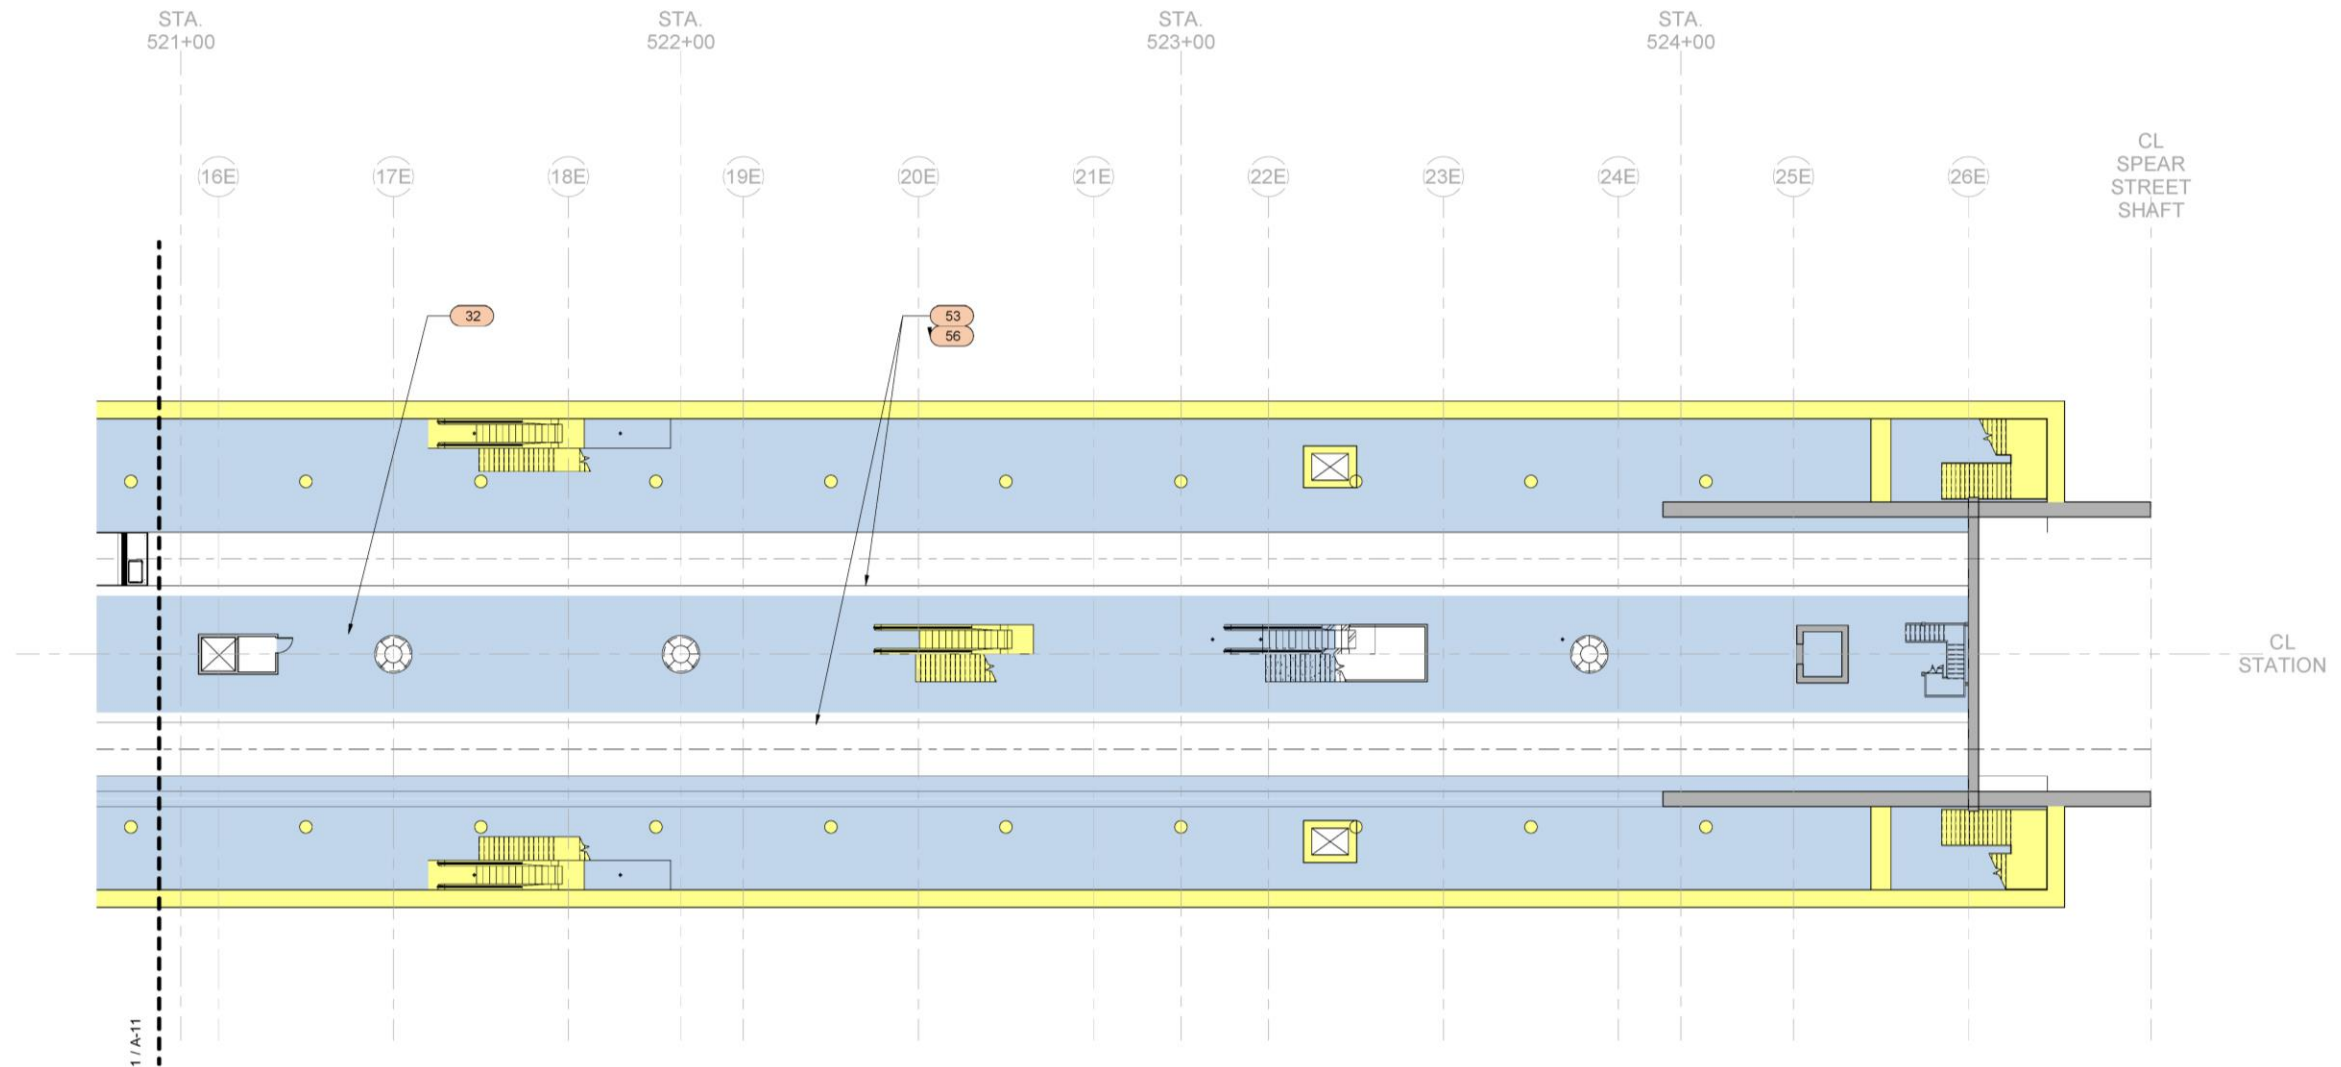 STA.
521+00
STA.
522+00
STA.
523+00
STA.
524+00
CL
SPEAR
STREET
SHAFT
16E
17E
18E
19E
20E
21E
22E
23E
24E
25E
26E
32
53
56
CL
STATION
1 / A-11